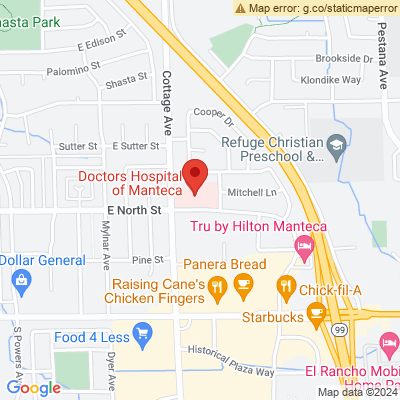 Map error: g.co/staticmaperror
hasta Park
E Edison St
Palomino St
Shasta St
Cottage Ave
Brookside Dr
Klondike Way
Pestana Ave
Cooper Dr
Sutter St
E Sutter St
Refuge Christian
Preschool &...
Doctors Hospital
of Manteca
Mitchell Ln
E North St
Mylnar Ave
Tru by Hilton Manteca
Pine St
Dollar General
Panera Bread
Raising Cane's
Chicken Fingers
Chick-fil-A
Starbucks
S Powers Ave
Food 4 Less
Dyer Ave
99
Historical Plaza Way
El Rancho Mobi
Home Pa
Google
Map data ©2024